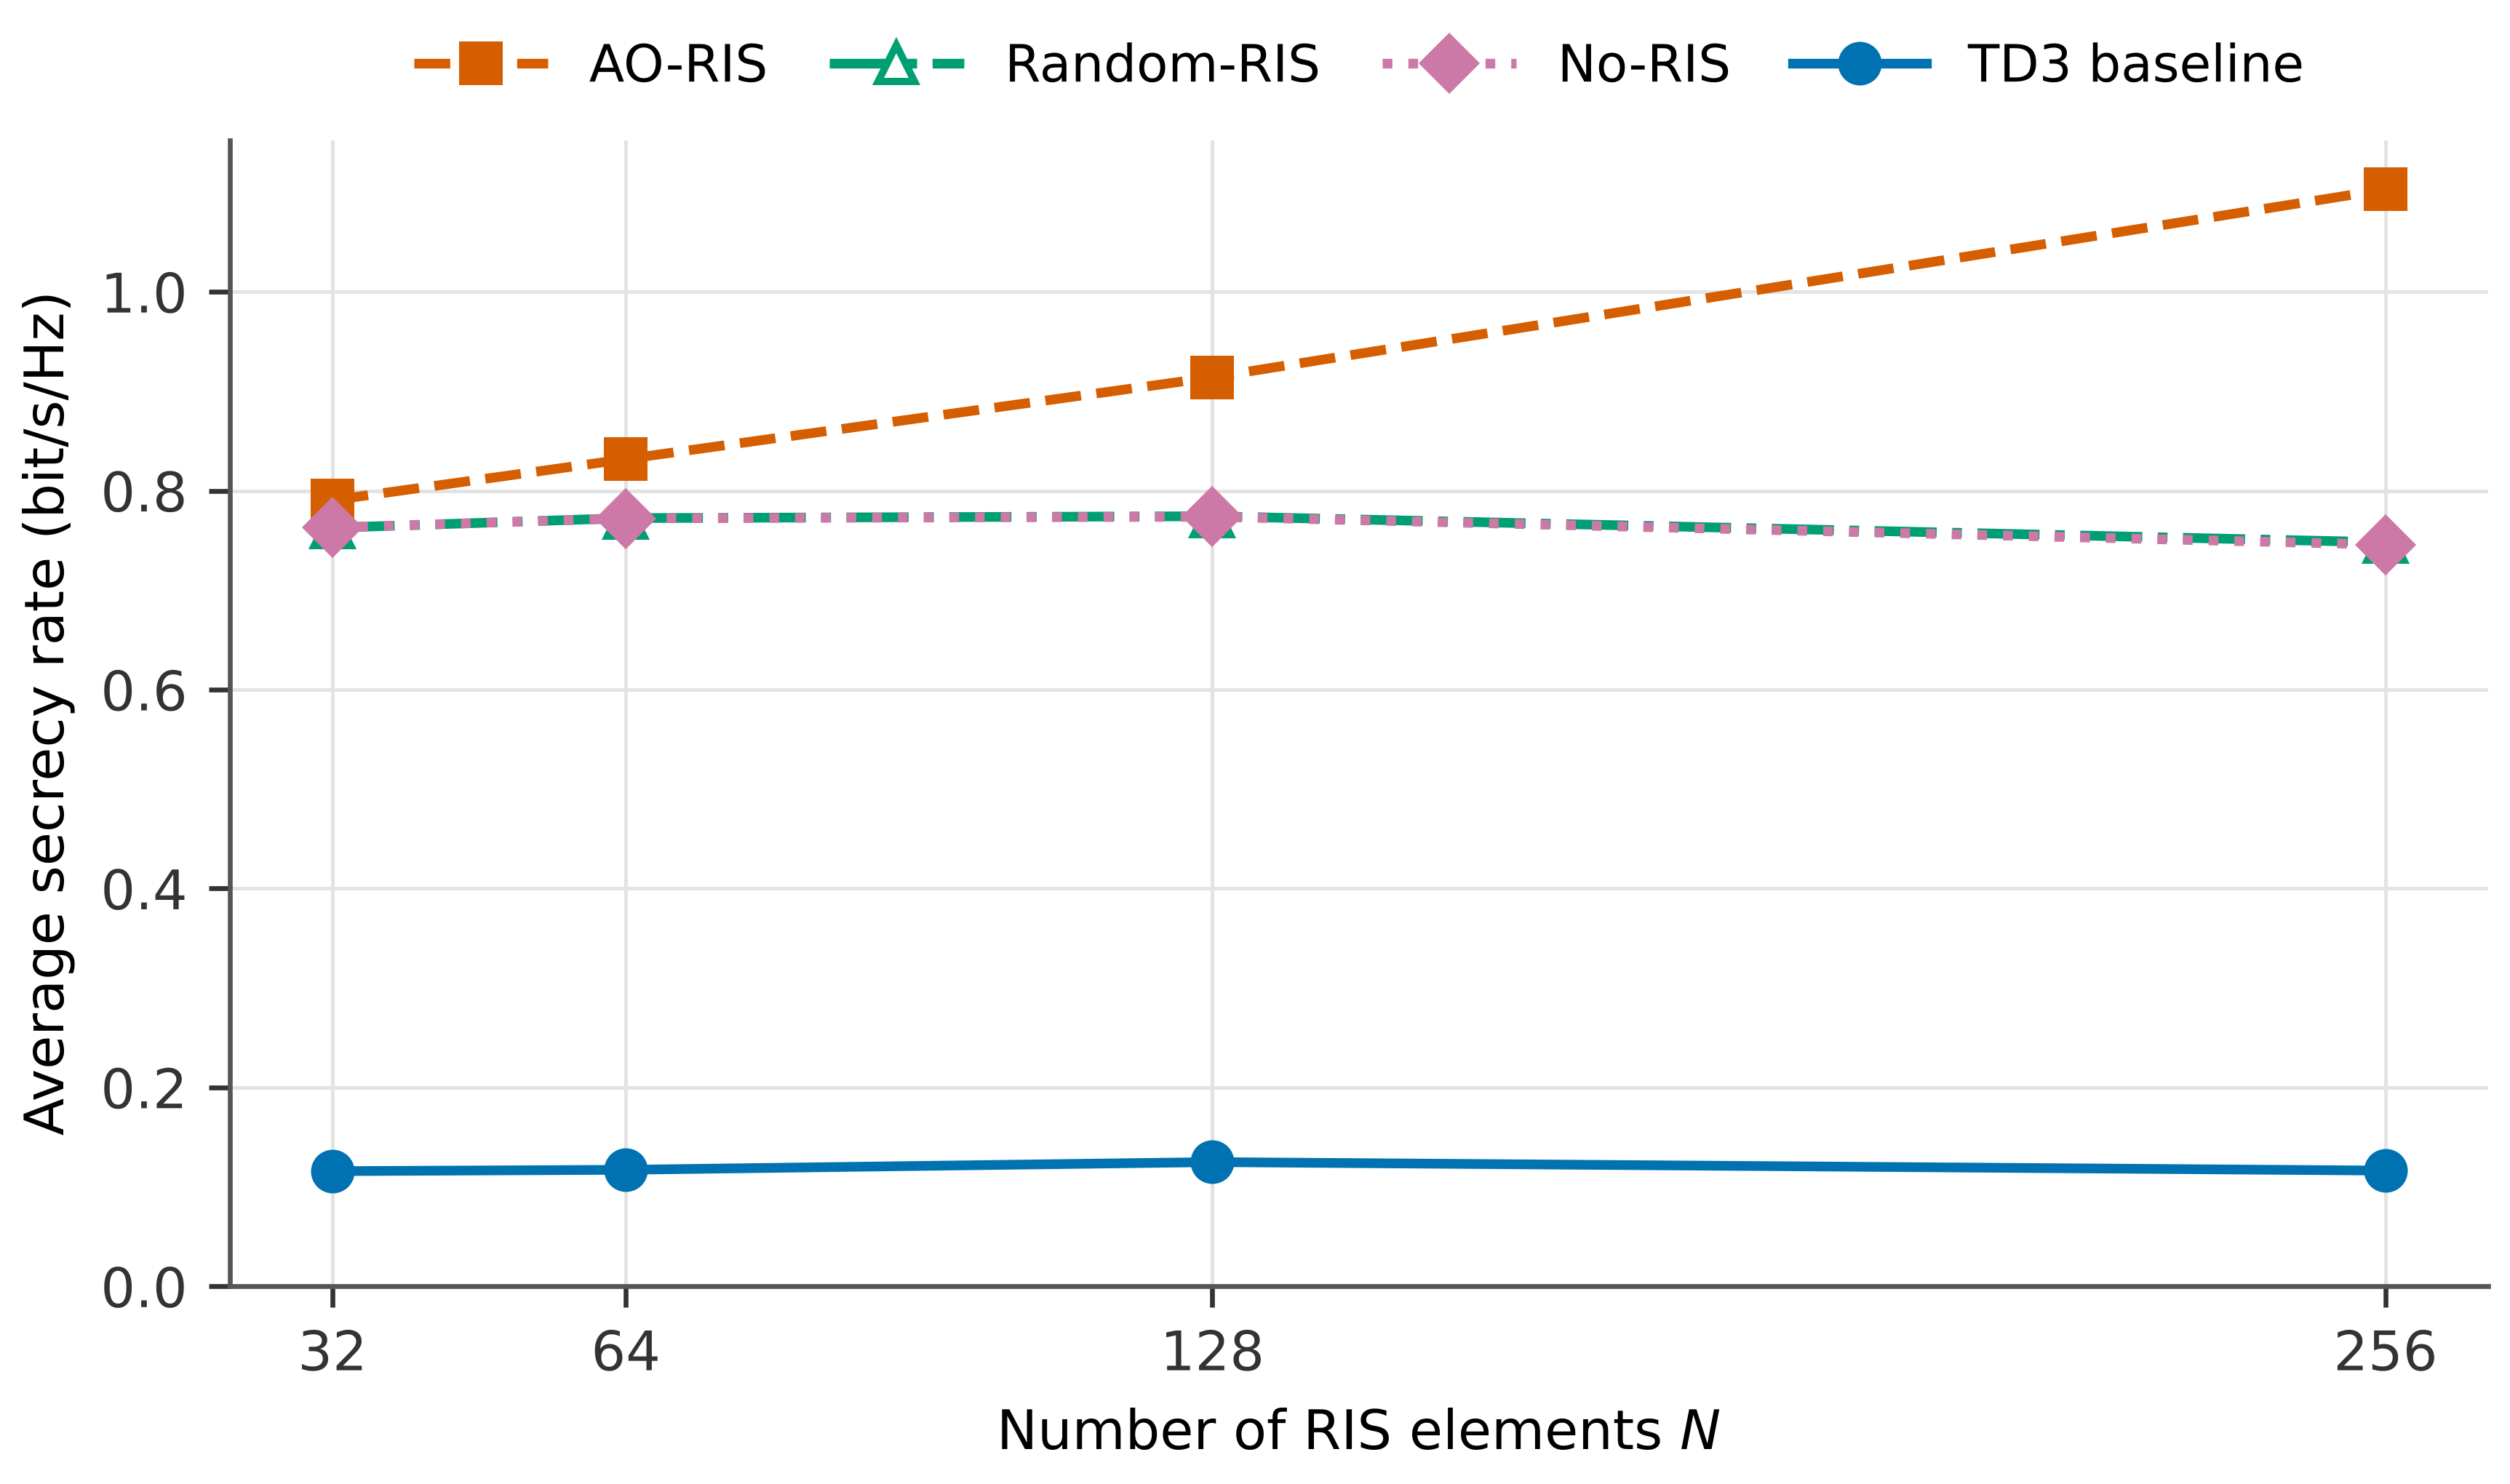 AO-RIS Random-RIS No-RIS TD3 baseline
Average secrecy rate (bit/s/Hz)
1.0
0.8
0.6
0.4
0.2
0.0
32 64 128 256
Number of RIS elements N